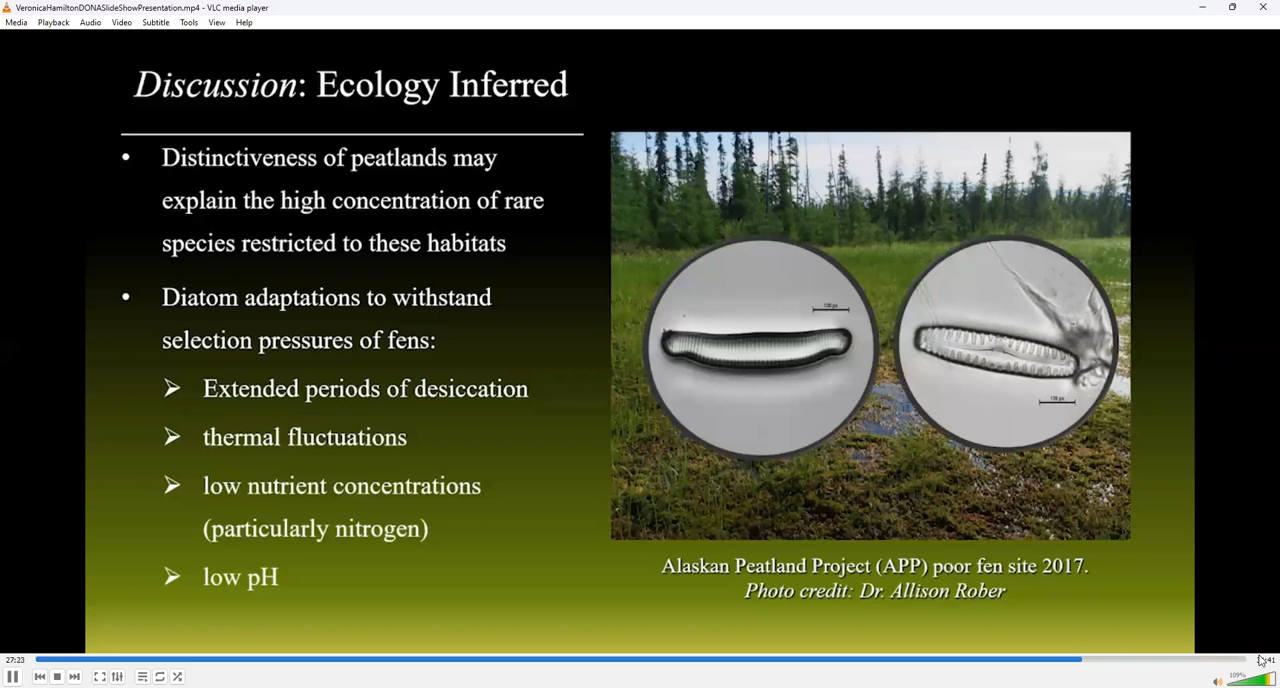 VeronicaHamiltonDONASlideShowPresentation.mp4 - VLC media player
Media Playback Audio Video Subtitle Tools View Help
Discussion: Ecology Inferred
• Distinctiveness of peatlands may
explain the high concentration of rare
species restricted to these habitats
• Diatom adaptations to withstand
selection pressures of fens:
➢ Extended periods of desiccation
➢ thermal fluctuations
➢ low nutrient concentrations
(particularly nitrogen)
➢ low pH
Alaskan Peatland Project (APP) poor fen site 2017.
Photo credit: Dr. Allison Rober
27:23
109%